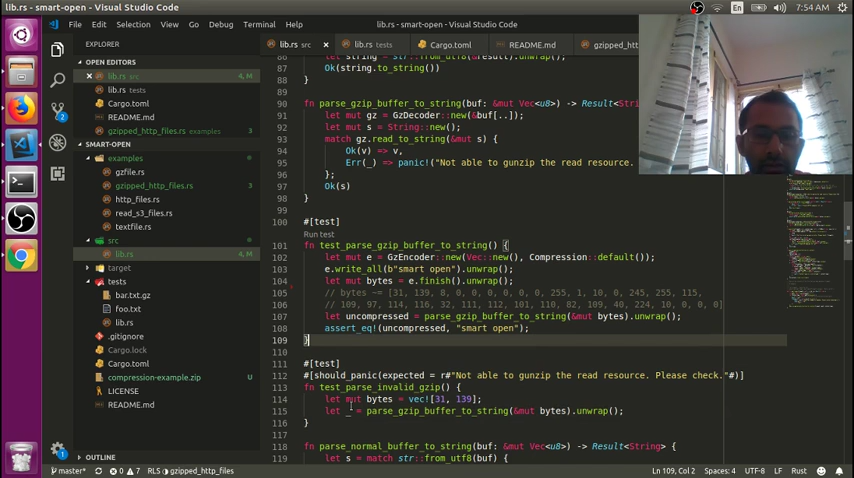 lib.rs - smart-open - Visual Studio Code
En
7:54 AM
File Edit Selection View Go Debug Terminal Help
lib.rs - smart-open - Visual Studio Code
EXPLORER
OPEN EDITORS
lib.rs src 4, M
lib.rs tests
Cargo.toml
README.md
gzipped_http_files.rs examples 3
SMART-OPEN
examples
gzfile.rs
gzipped_http_files.rs 3
http_files.rs
read_s3_files.rs
textfile.rs
src
lib.rs 4, M
target
tests
bar.txt.gz
foo.txt
lib.rs
.gitignore
Cargo.lock
Cargo.toml
compression-example.zip
LICENSE
README.md
OUTLINE
2
1
lib.rs src
lib.rs tests
Cargo.toml
README.md
gzipped_htt
86 let string = str::from_utf8(&result).unwrap();
87 Ok(string.to_string())
88 }
90 fn parse_gzip_buffer_to_string(buf: &mut Vec<u8>) -> Result<Strin
91 let mut gz = GzDecoder::new(&buf[..]);
92 let mut s = String::new();
93 match gz.read_to_string(&mut s) {
94 Ok(v) => v,
95 Err(_) => panic!("Not able to gunzip the read resource.
96 };
97 Ok(s)
98 }
100 #[test]
Run test
101 fn test_parse_gzip_buffer_to_string() {
102 let mut e = GzEncoder::new(Vec::new(), Compression::default());
103 e.write_all(b"smart open").unwrap();
104 let mut bytes = e.finish().unwrap();
105 // bytes -= [31, 139, 8, 0, 0, 0, 0, 0, 0, 255, 1, 10, 0, 245, 255, 115,
106 // 109, 97, 114, 116, 32, 111, 112, 101, 110, 82, 109, 40, 224, 10, 0, 0, 0]
107 let uncompressed = parse_gzip_buffer_to_string(&mut bytes).unwrap();
108 assert_eq!(uncompressed, "smart open");
109 }
110
111 #[test]
112 #[should_panic(expected = r#"Not able to gunzip the read resource. Please check."#)]
113 fn test_parse_invalid_gzip() {
114 let mut bytes = vec![31, 139];
115 let _ = parse_gzip_buffer_to_string(&mut bytes).unwrap();
116 }
118 fn parse_normal_buffer_to_string(buf: &mut Vec<u8>) -> Result<String> {
119 let s = match str::from_utf8(buf) {
master* 0 7 RLS gzipped_http_files Ln 109, Col 2 Spaces: 4 UTF-8 LF Rust